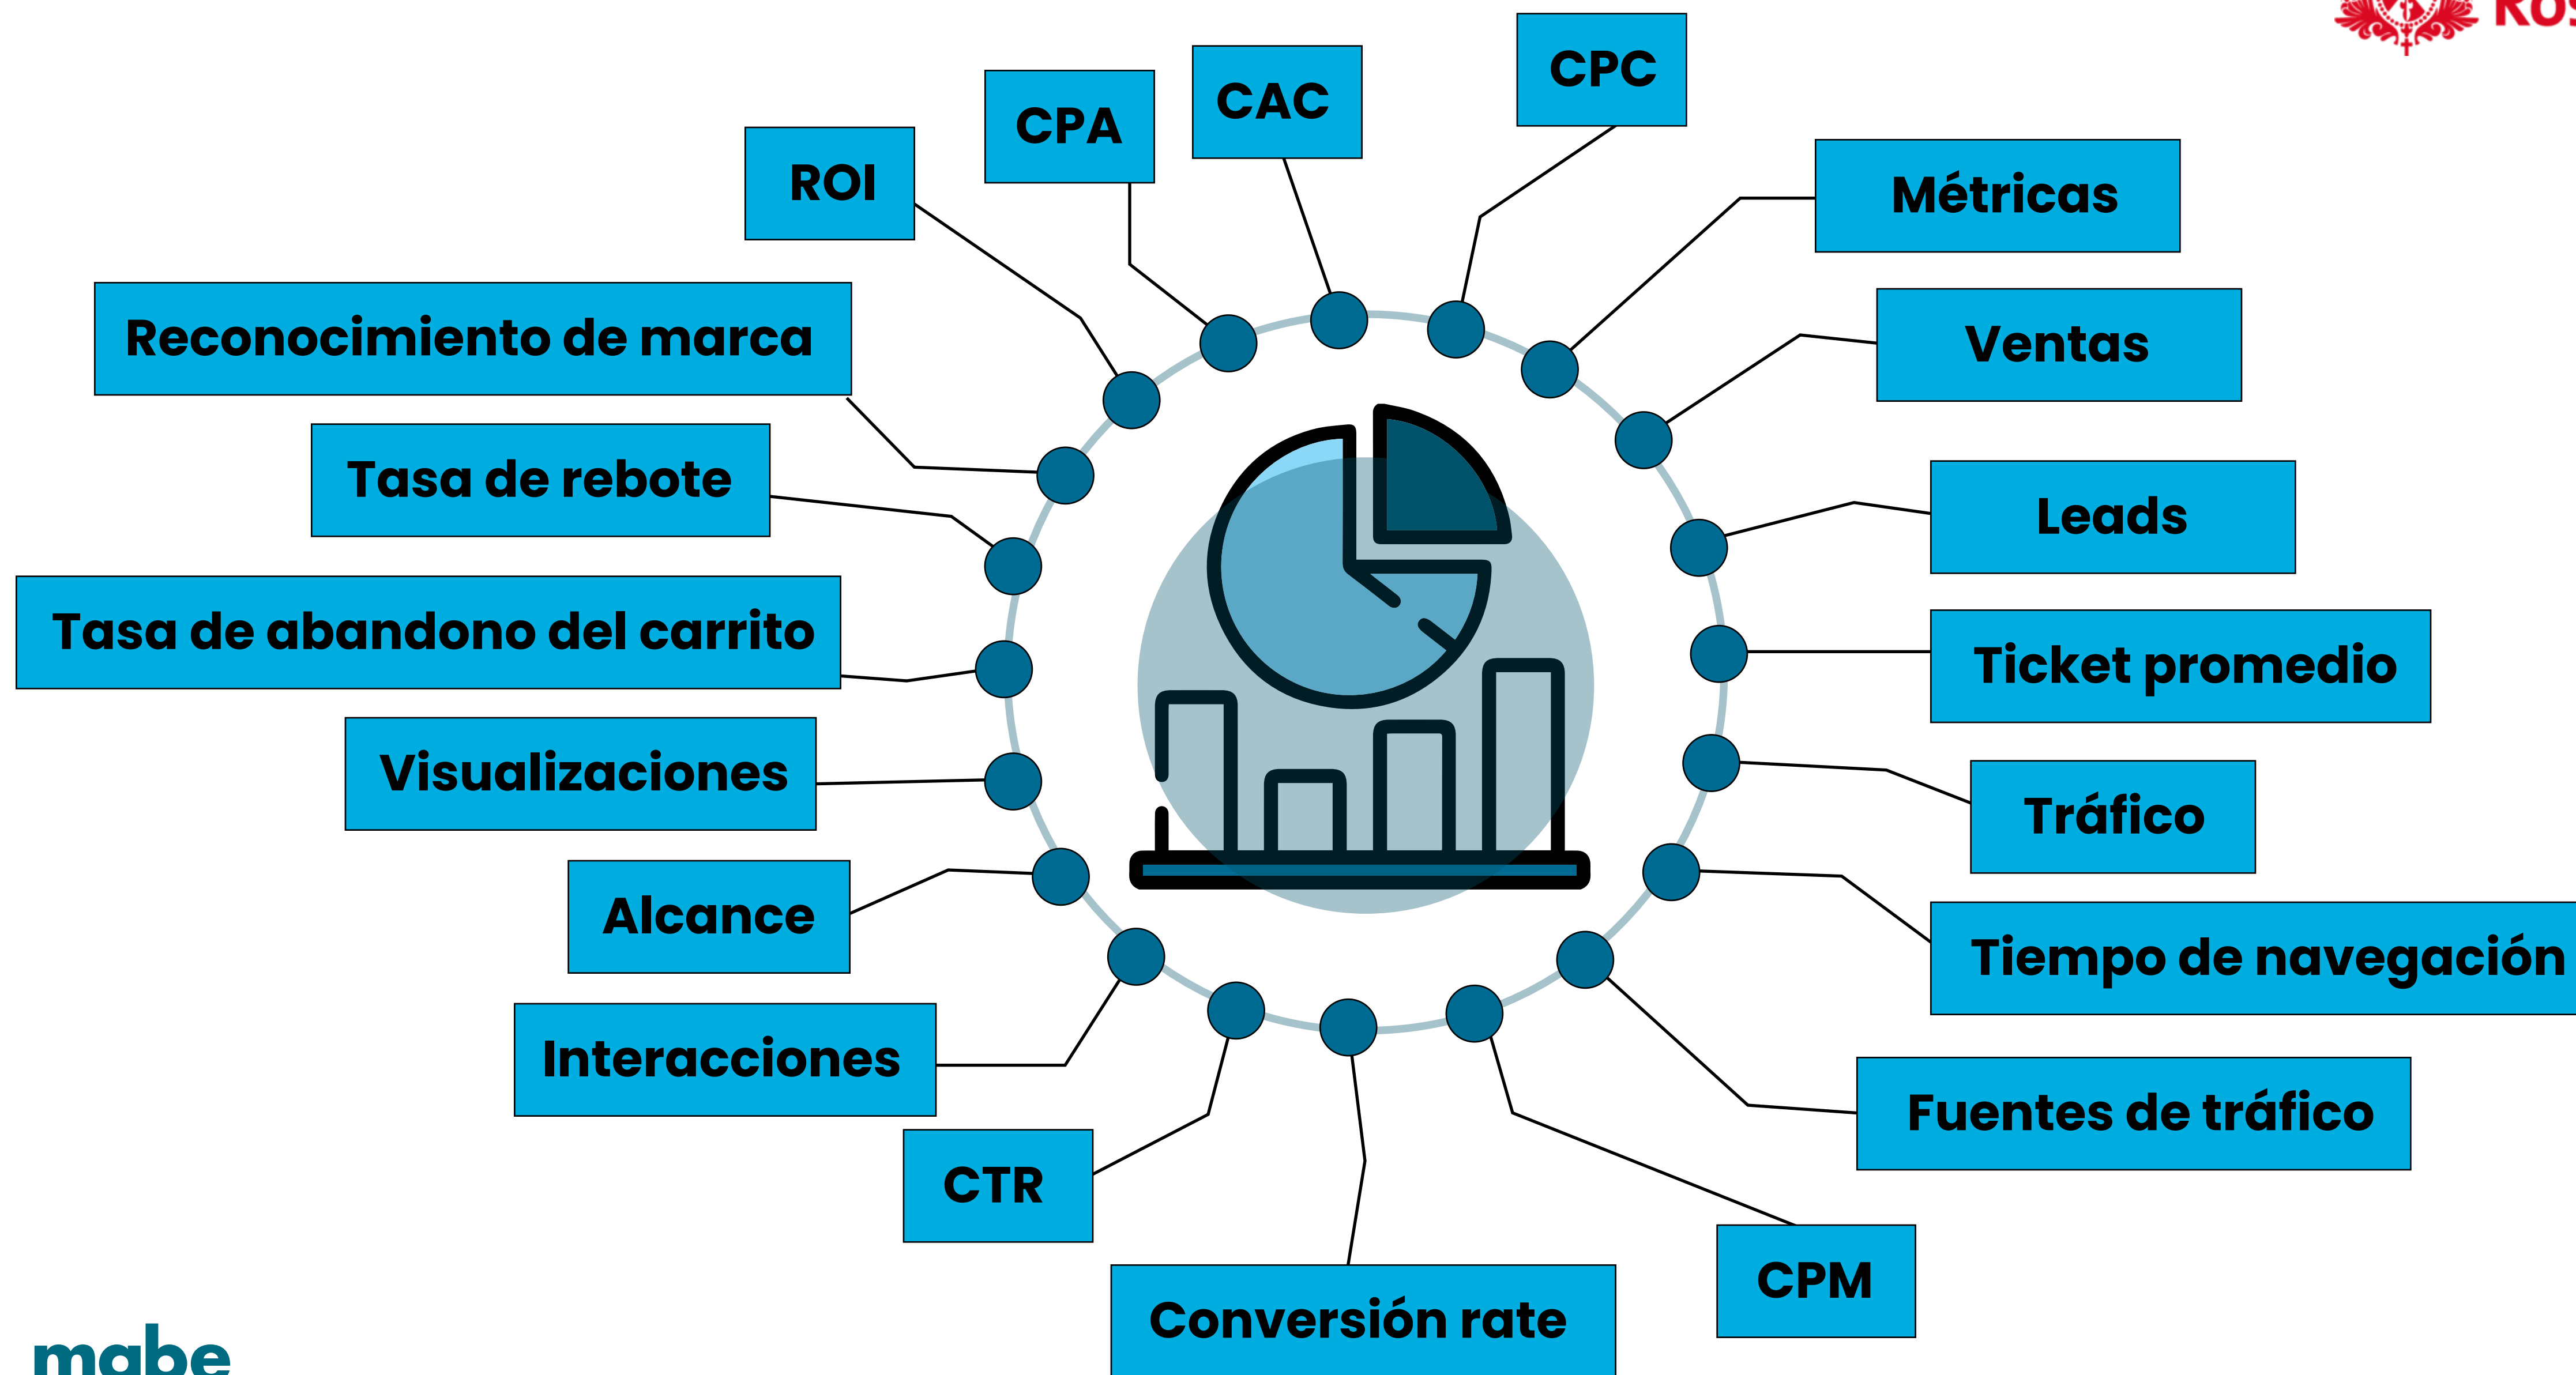 CPC
CAC
CPA
ROI
Métricas
Reconocimiento de marca
Ventas
Tasa de rebote
Leads
Tasa de abandono del carrito
Ticket promedio
Visualizaciones
Tráfico
Alcance
Tiempo de navegación
Interacciones
Fuentes de tráfico
CTR
CPM
Conversión rate
mabe